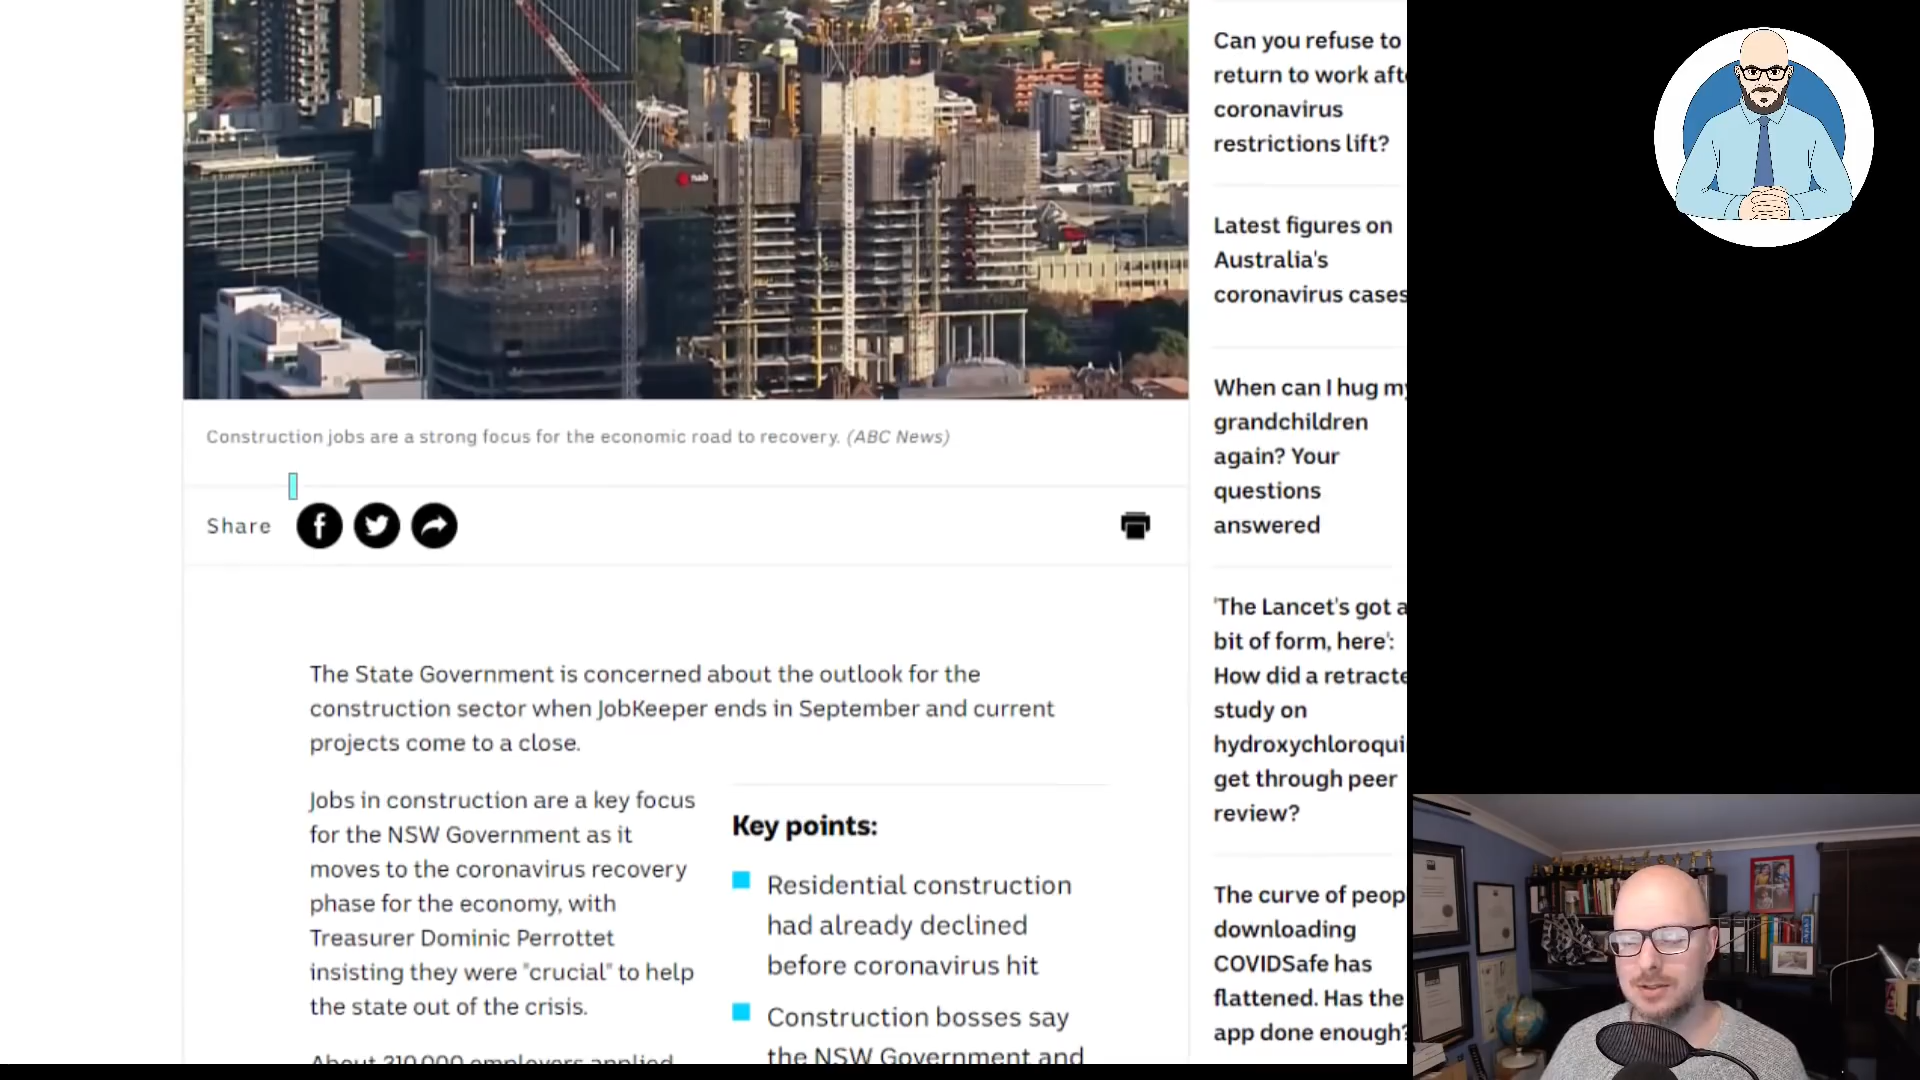 nab
Construction jobs are a strong focus for the economic road to recovery. (ABC News)
Share
The State Government is concerned about the outlook for the
construction sector when JobKeeper ends in September and current
projects come to a close.
Jobs in construction are a key focus
for the NSW Government as it
moves to the coronavirus recovery
phase for the economy, with
Treasurer Dominic Perrottet
insisting they were "crucial" to help
the state out of the crisis.
About 310,000 employers applied
Key points:
Residential construction
had already declined
before coronavirus hit
Construction bosses say
the NSW Government and
Can you refuse to
return to work afte
coronavirus
restrictions lift?
Latest figures on
Australia's
coronavirus cases
When can I hug my
grandchildren
again? Your
questions
answered
'The Lancet's got a
bit of form, here':
How did a retracte
study on
hydroxychloroqui
get through peer
review?
The curve of peop
downloading
COVIDSafe has
flattened. Has the
app done enough?